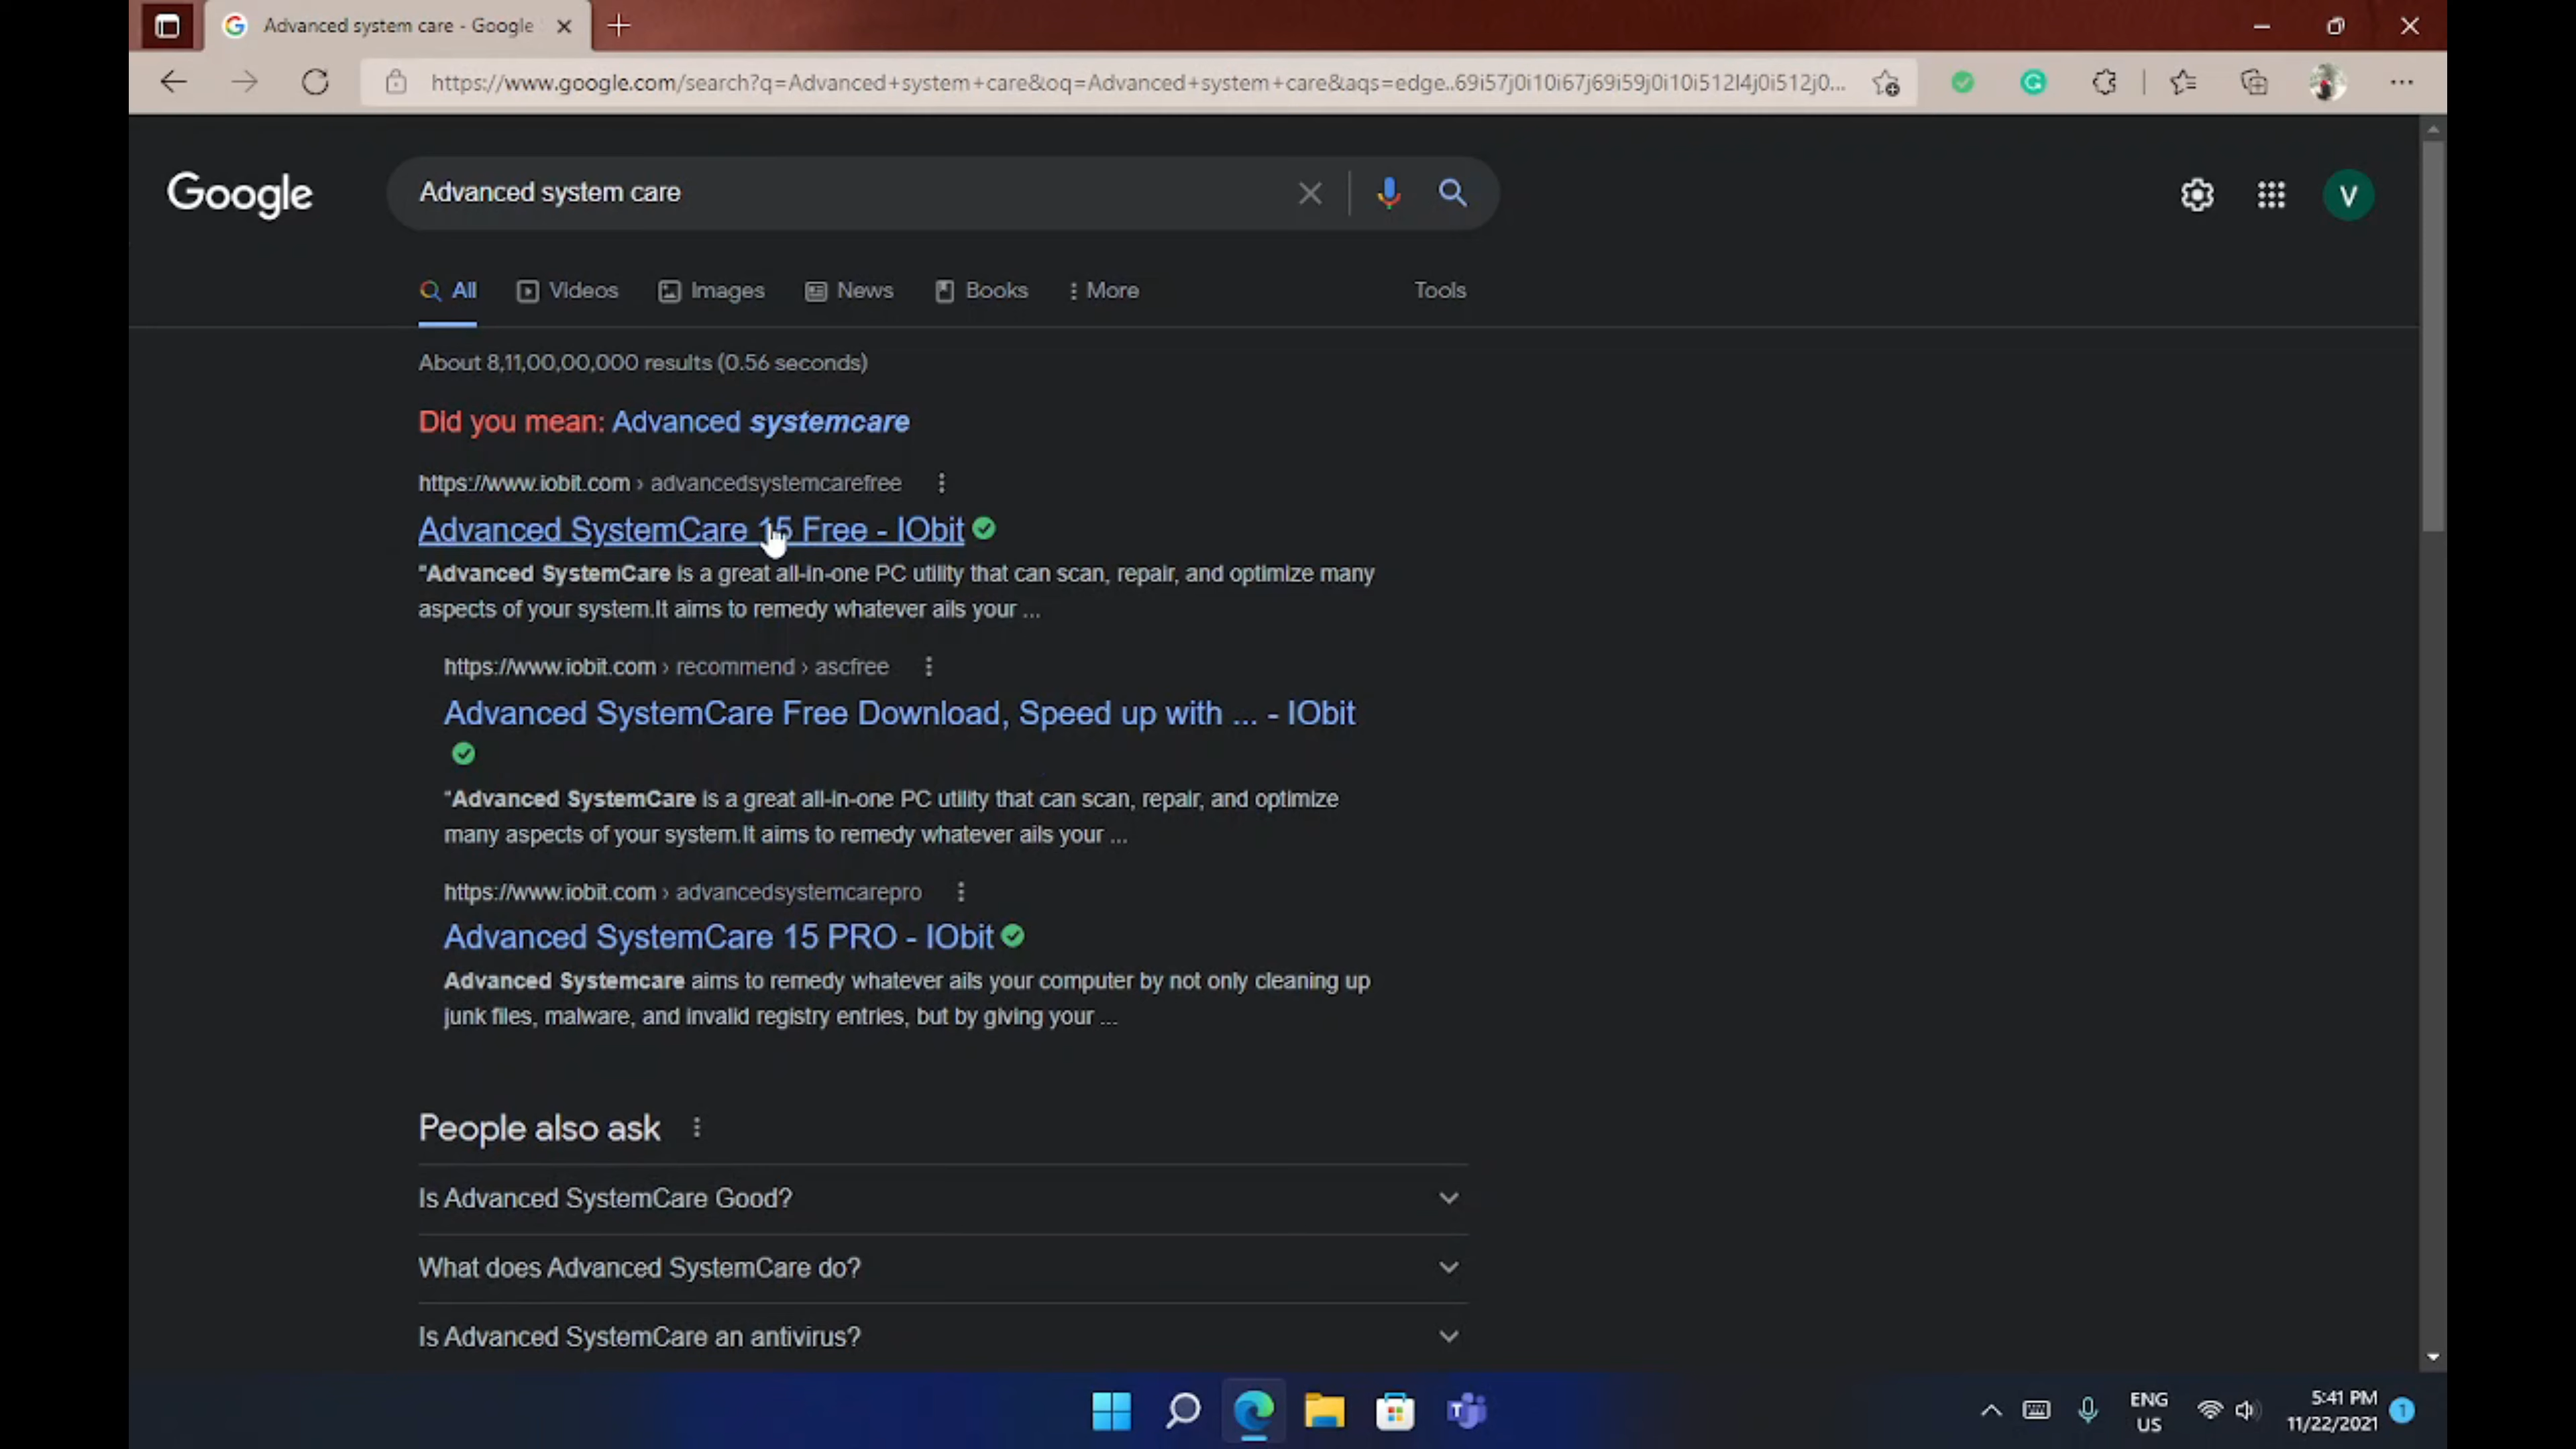 Advanced system care - Google
https://www.google.com/search?q=Advanced+system+care&oq=Advanced+system+care&aqs=edge..69i57j0i10i67j69i59j0i10i512l4j0i512j0...
Google
Advanced system care
V
All Videos Images News Books More Tools
About 8,11,00,00,000 results (0.56 seconds)
Did you mean: Advanced systemcare
https://www.iobit.com › advancedsystemcarefree
Advanced SystemCare 15 Free - IObit
"Advanced SystemCare is a great all-in-one PC utility that can scan, repair, and optimize many
aspects of your system.It aims to remedy whatever ails your ...
https://www.iobit.com › recommend › ascfree
Advanced SystemCare Free Download, Speed up with ... - IObit
"Advanced SystemCare is a great all-in-one PC utility that can scan, repair, and optimize
many aspects of your system.It aims to remedy whatever ails your ...
https://www.iobit.com › advancedsystemcarepro
Advanced SystemCare 15 PRO - IObit
Advanced Systemcare aims to remedy whatever ails your computer by not only cleaning up
junk files, malware, and invalid registry entries, but by giving your ...
People also ask
Is Advanced SystemCare Good?
What does Advanced SystemCare do?
Is Advanced SystemCare an antivirus?
ENG
US
5:41 PM
11/22/2021
1